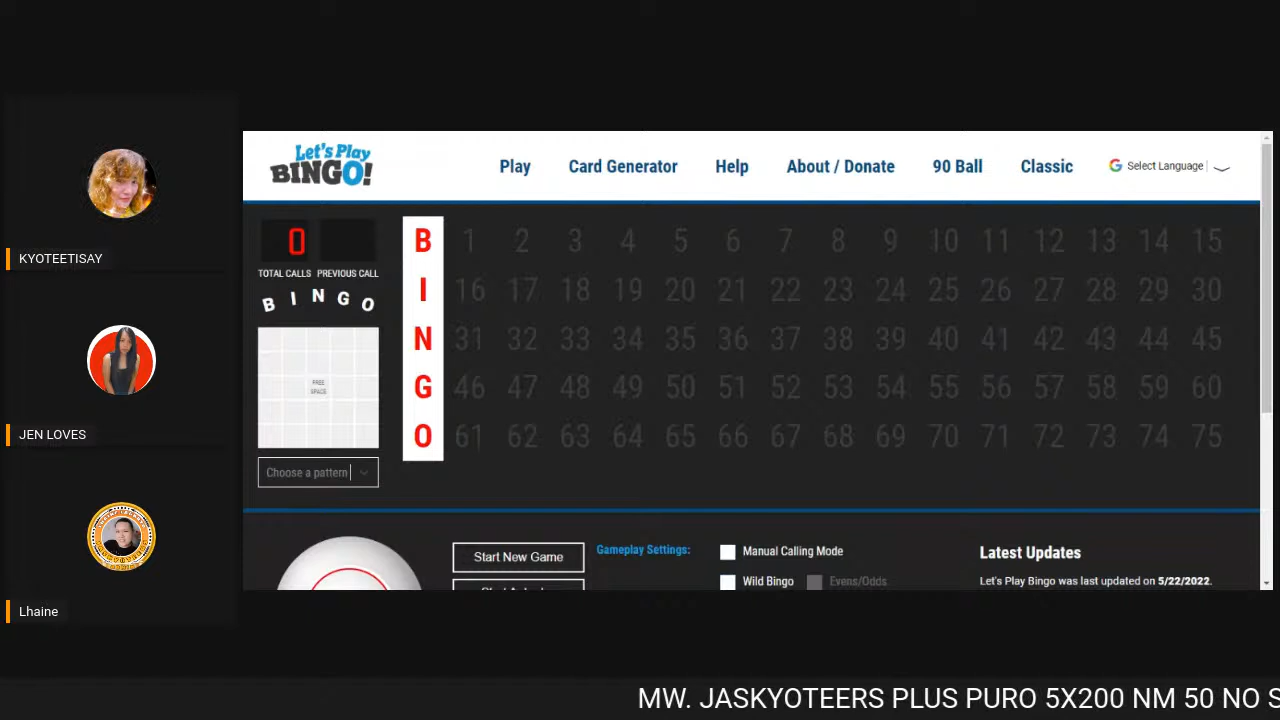 KYOTEETISAY
JEN LOVES
Lhaine
Let's Play
BINGO!
Play Card Generator Help About / Donate 90 Ball Classic Select Language
0
TOTAL CALLS PREVIOUS CALL
B I N G O
FREE
SPACE
Choose a pattern
B 1 2 3 4 5 6 7 8 9 10 11 12 13 14 15
I 16 17 18 19 20 21 22 23 24 25 26 27 28 29 30
N 31 32 33 34 35 36 37 38 39 40 41 42 43 44 45
G 46 47 48 49 50 51 52 53 54 55 56 57 58 59 60
O 61 62 63 64 65 66 67 68 69 70 71 72 73 74 75
Start New Game
Gameplay Settings:
Manual Calling Mode
Wild Bingo Evens/Odds
Latest Updates
Let's Play Bingo was last updated on 5/22/2022.
MW. JASKYOTEERS PLUS PURO 5X200 NM 50 NO S